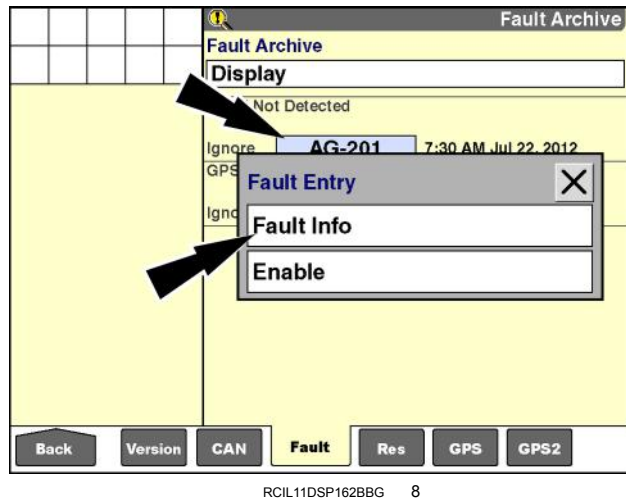 Fault Archive
Fault Archive
Display
Not Detected
Ignore AG-201 7:30 AM Jul 22, 2012
GPS
Fault Entry
Fault Info
Enable
Back Version CAN Fault Res GPS GPS2
RCIL11DSP162BBG 8